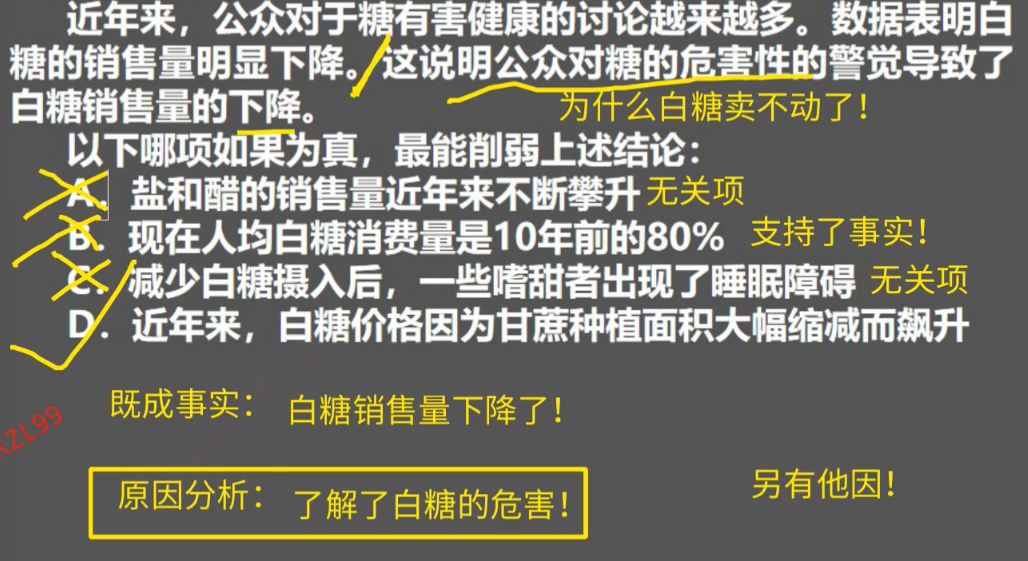 近年来，公众对于糖有害健康的讨论越来越多。数据表明白
糖的销售量明显下降。这说明公众对糖的危害性的警觉导致了
白糖销售量的下降。
为什么白糖卖不动了！
以下哪项如果为真，最能削弱上述结论：
A．盐和醋的销售量近年来不断攀升 无关项
B．现在人均白糖消费量是10年前的80% 支持了事实！
C．减少白糖摄入后，一些嗜甜者出现了睡眠障碍 无关项
D．近年来，白糖价格因为甘蔗种植面积大幅缩减而飙升
既成事实： 白糖销售量下降了！
KZL99
原因分析： 了解了白糖的危害！
另有他因！